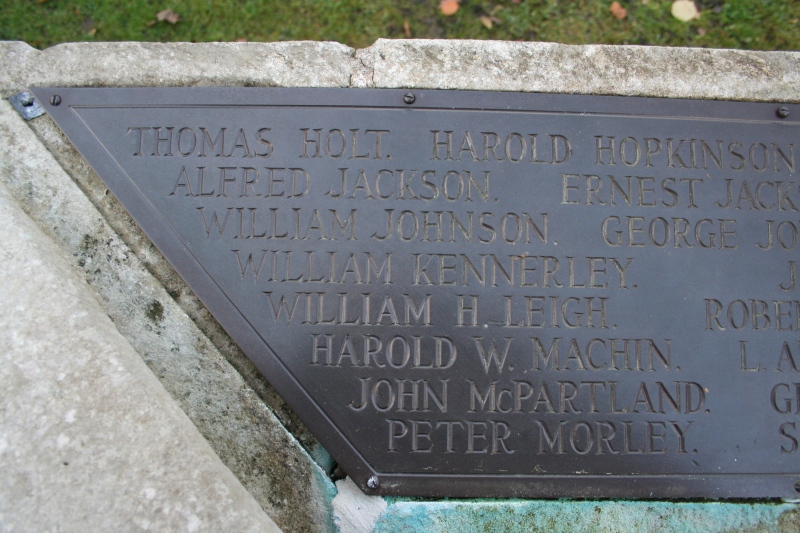 THOMAS HOLT. HAROLD HOPKINSON
ALFRED JACKSON. ERNEST JACK
WILLIAM JOHNSON. GEORGE JO
WILLIAM KENNERLEY. J
WILLIAM H. LEIGH. ROBER
HAROLD W. MACHIN. L. A
JOHN McPARTLAND. GE
PETER MORLEY. S